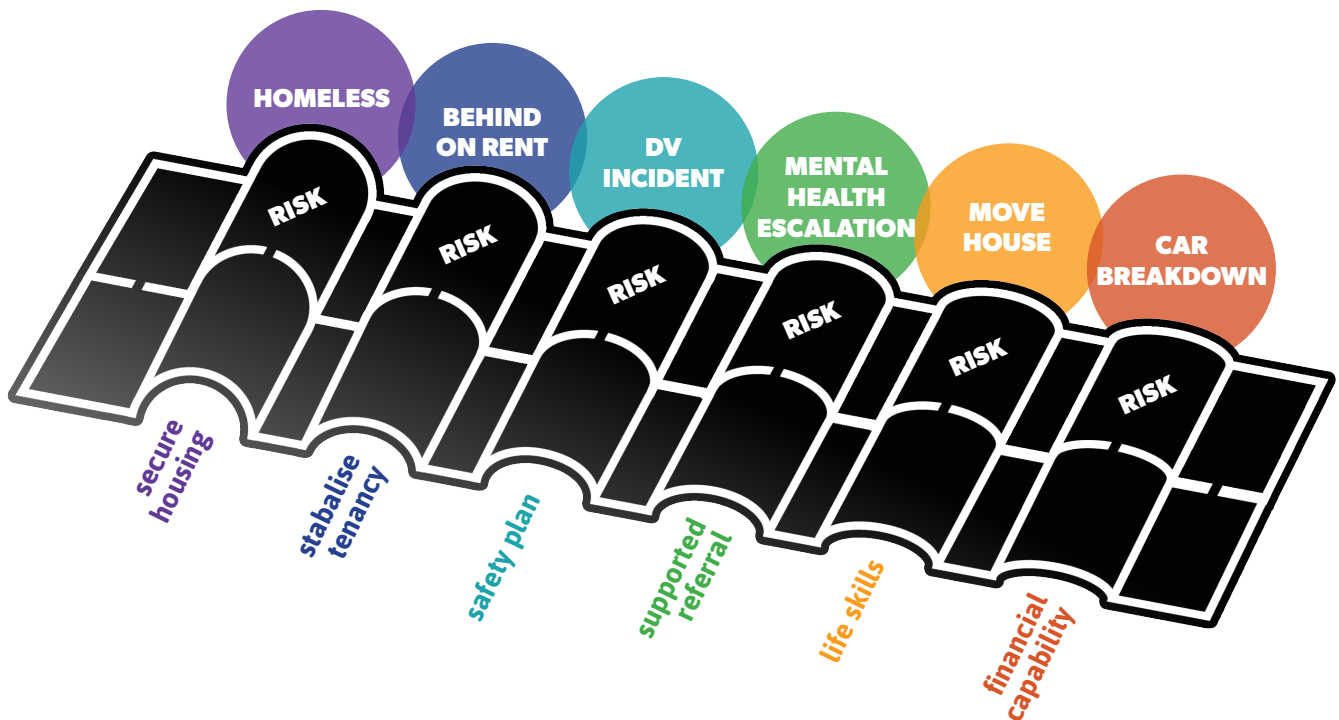 HOMELESS
BEHIND
ON RENT
DV
INCIDENT
MENTAL
HEALTH
ESCALATION
MOVE
HOUSE
CAR
BREAKDOWN
RISK
RISK
RISK
RISK
RISK
RISK
secure
housing
stabalise
tenancy
safety plan
supported
referral
life skills
financial
capability